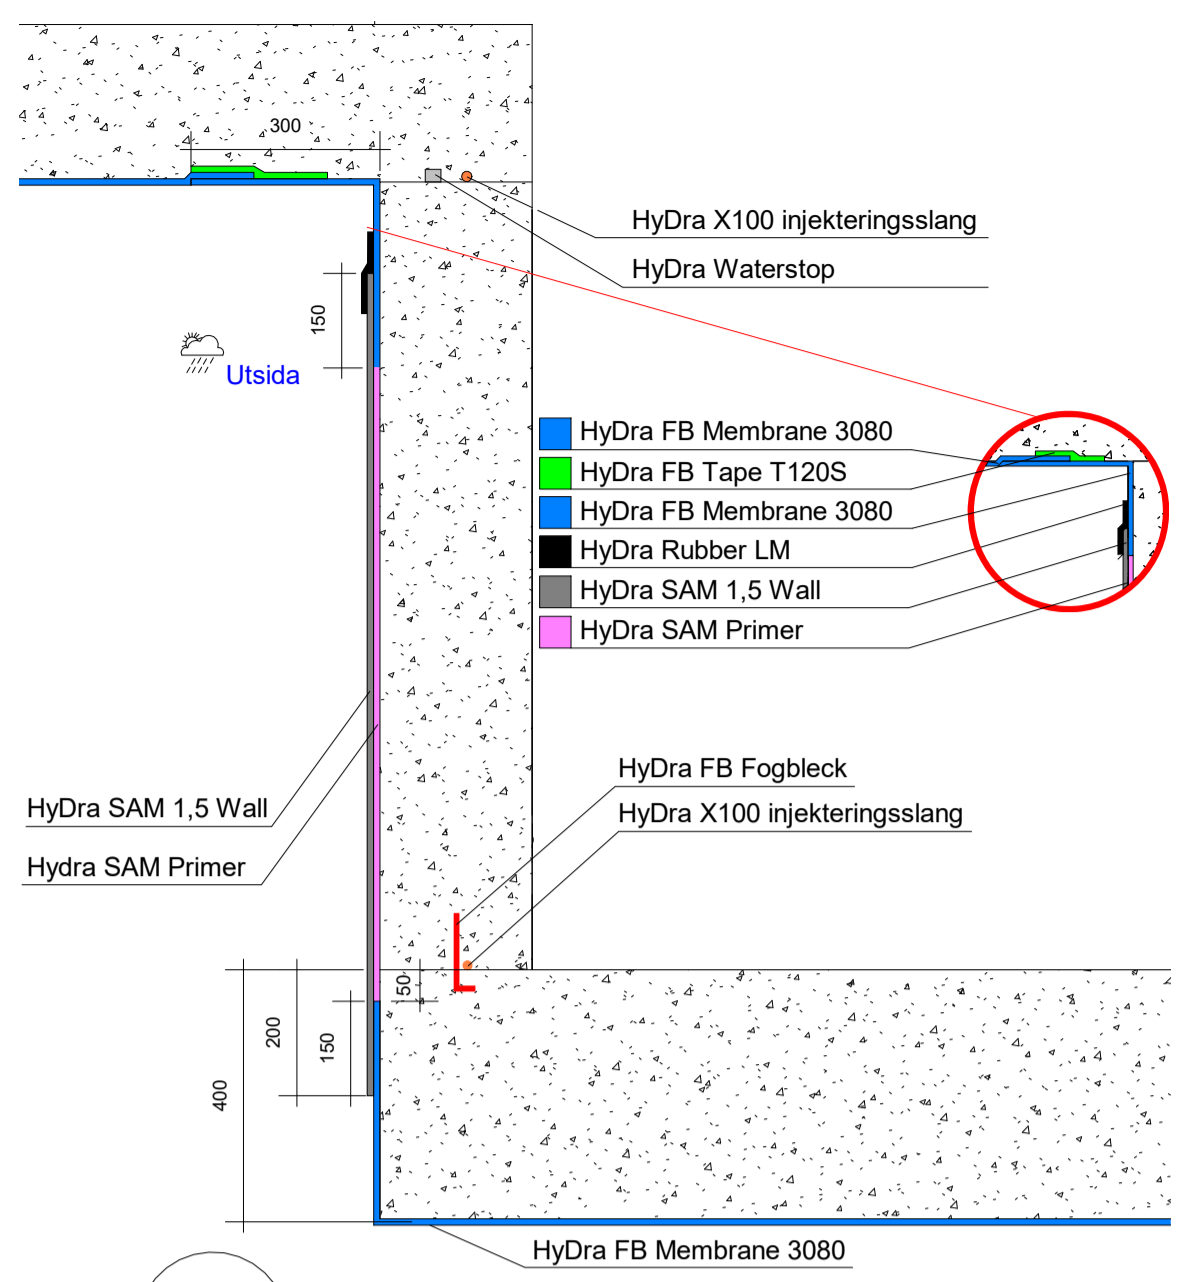 300
HyDra X100 injekteringsslang
HyDra Waterstop
150
Utsida
HyDra FB Membrane 3080
HyDra FB Tape T120S
HyDra FB Membrane 3080
HyDra Rubber LM
HyDra SAM 1,5 Wall
HyDra SAM Primer
HyDra FB Fogbleck
HyDra X100 injekteringsslang
HyDra SAM 1,5 Wall
Hydra SAM Primer
50
200
150
400
HyDra FB Membrane 3080